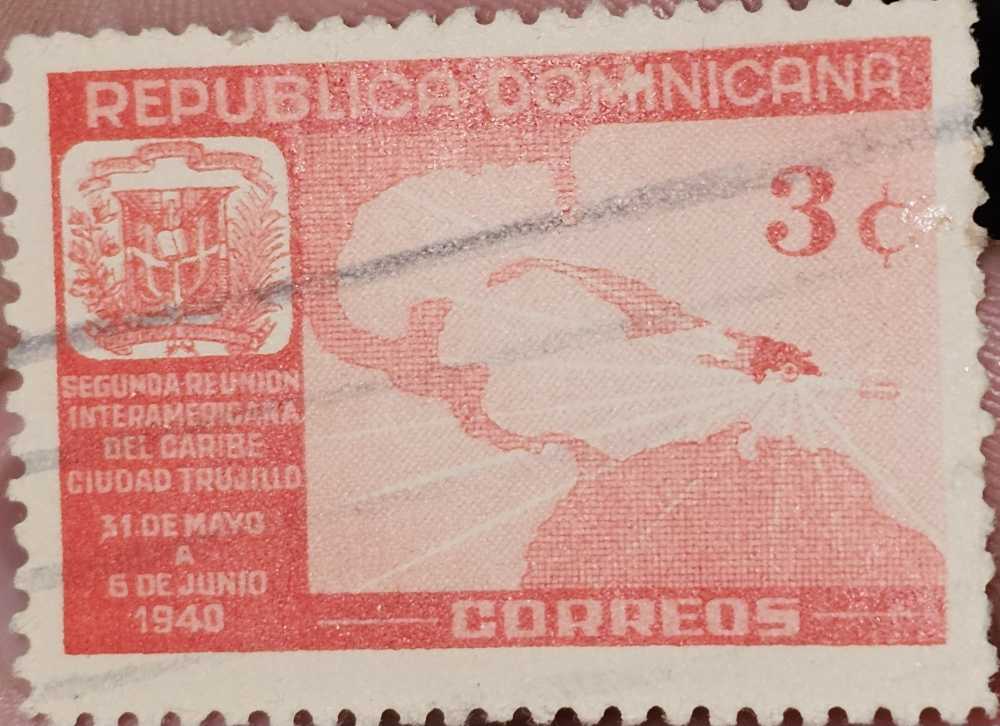 REPUBLICA DOMINICANA
3¢
SEGUNDA REUNION
INTERAMERICANA
DEL CARIBE
CIUDAD TRUJILLO
31 DE MAYO
A
6 DE JUNIO
1940
CORREOS